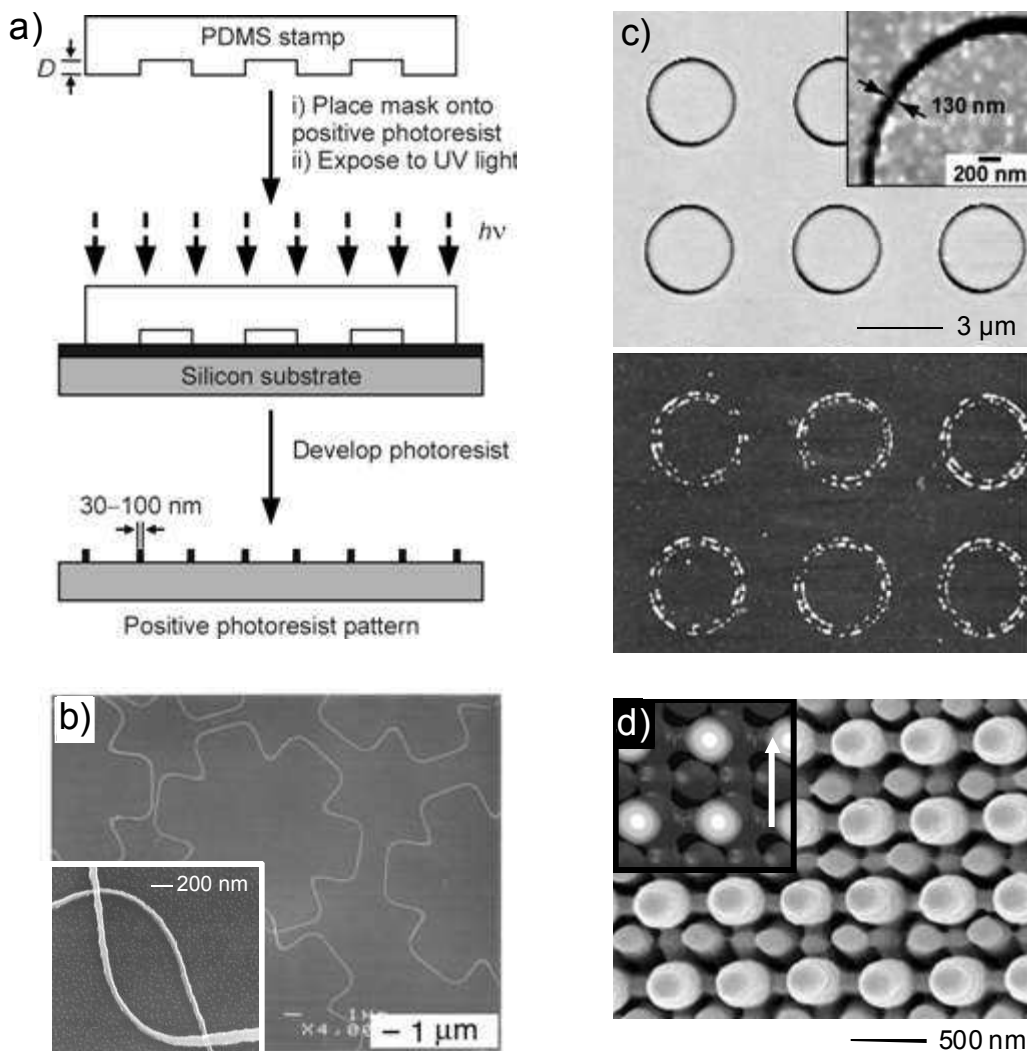 a)
PDMS stamp
D
i) Place mask onto
positive photoresist
ii) Expose to UV light
hν
Silicon substrate
Develop photoresist
30–100 nm
Positive photoresist pattern
b)
200 nm
1 µm
c)
130 nm
200 nm
3 µm
d)
500 nm